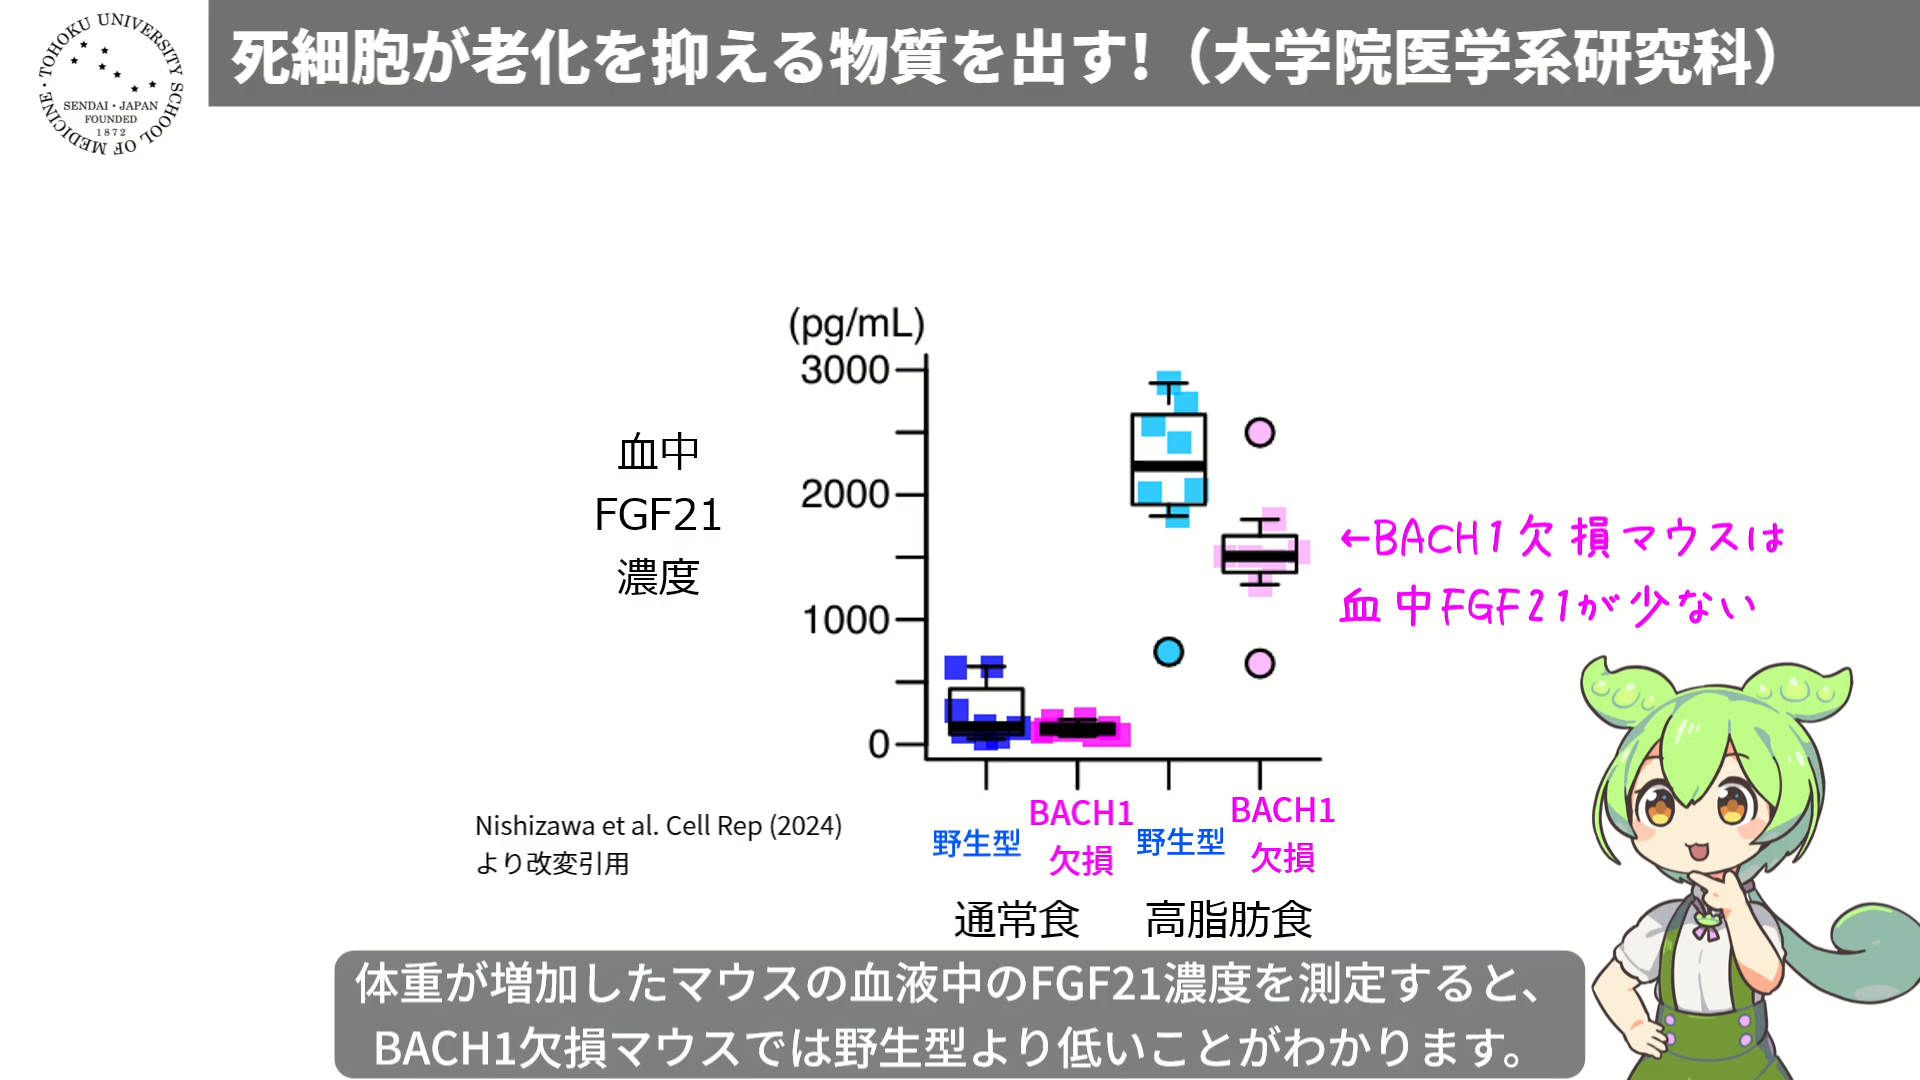 TOHOKU UNIVERSITY SCHOOL OF MEDICINE
SENDAI・JAPAN
FOUNDED
1872
死細胞が老化を抑える物質を出す!（大学院医学系研究科）
(pg/mL)
3000
2000
1000
0
血中
FGF21
濃度
←BACH1欠損マウスは
血中FGF21が少ない
野生型
BACH1
欠損
野生型
BACH1
欠損
通常食
高脂肪食
Nishizawa et al. Cell Rep (2024)
より改変引用
体重が増加したマウスの血液中のFGF21濃度を測定すると、
BACH1欠損マウスでは野生型より低いことがわかります。